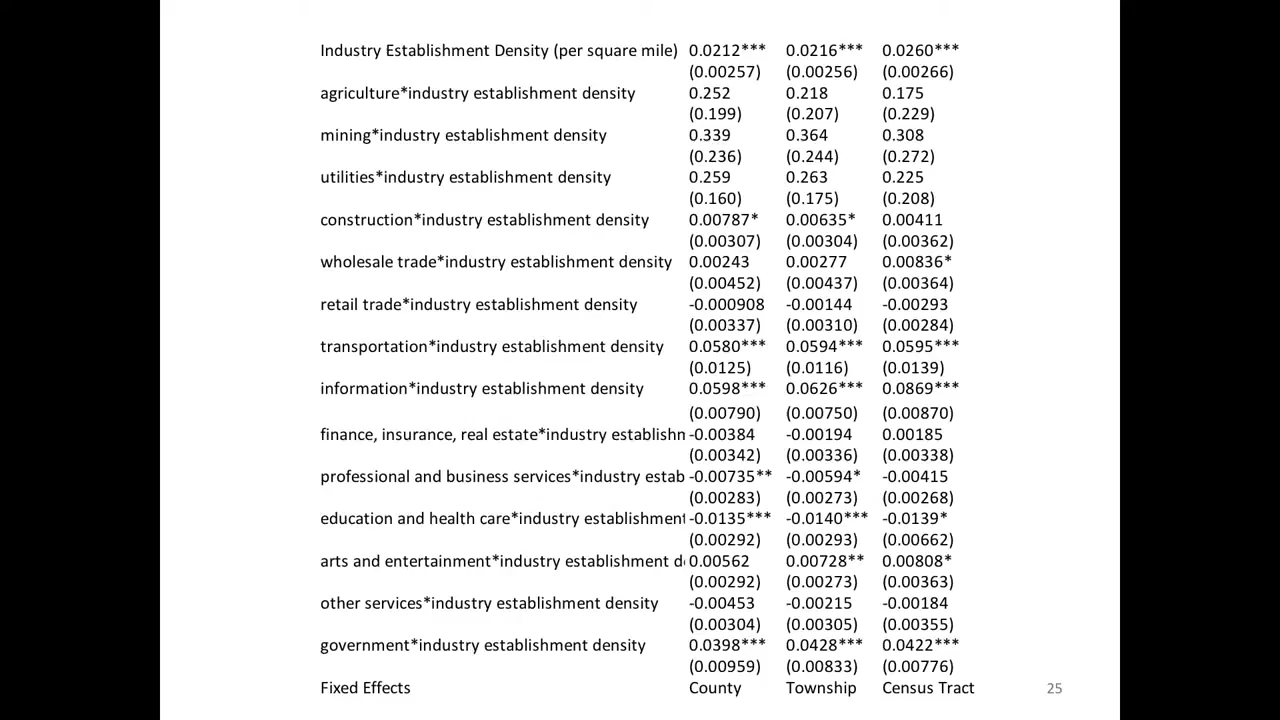 Industry Establishment Density (per square mile) 0.0212*** 0.0216*** 0.0260***
(0.00257) (0.00256) (0.00266)
agriculture*industry establishment density 0.252 0.218 0.175
(0.199) (0.207) (0.229)
mining*industry establishment density 0.339 0.364 0.308
(0.236) (0.244) (0.272)
utilities*industry establishment density 0.259 0.263 0.225
(0.160) (0.175) (0.208)
construction*industry establishment density 0.00787* 0.00635* 0.00411
(0.00307) (0.00304) (0.00362)
wholesale trade*industry establishment density 0.00243 0.00277 0.00836*
(0.00452) (0.00437) (0.00364)
retail trade*industry establishment density -0.000908 -0.00144 -0.00293
(0.00337) (0.00310) (0.00284)
transportation*industry establishment density 0.0580*** 0.0594*** 0.0595***
(0.0125) (0.0116) (0.0139)
information*industry establishment density 0.0598*** 0.0626*** 0.0869***
(0.00790) (0.00750) (0.00870)
finance, insurance, real estate*industry establishn -0.00384 -0.00194 0.00185
(0.00342) (0.00336) (0.00338)
professional and business services*industry estab -0.00735** -0.00594* -0.00415
(0.00283) (0.00273) (0.00268)
education and health care*industry establishment -0.0135*** -0.0140*** -0.0139*
(0.00292) (0.00293) (0.00662)
arts and entertainment*industry establishment de 0.00562 0.00728** 0.00808*
(0.00292) (0.00273) (0.00363)
other services*industry establishment density -0.00453 -0.00215 -0.00184
(0.00304) (0.00305) (0.00355)
government*industry establishment density 0.0398*** 0.0428*** 0.0422***
(0.00959) (0.00833) (0.00776)
Fixed Effects County Township Census Tract 25